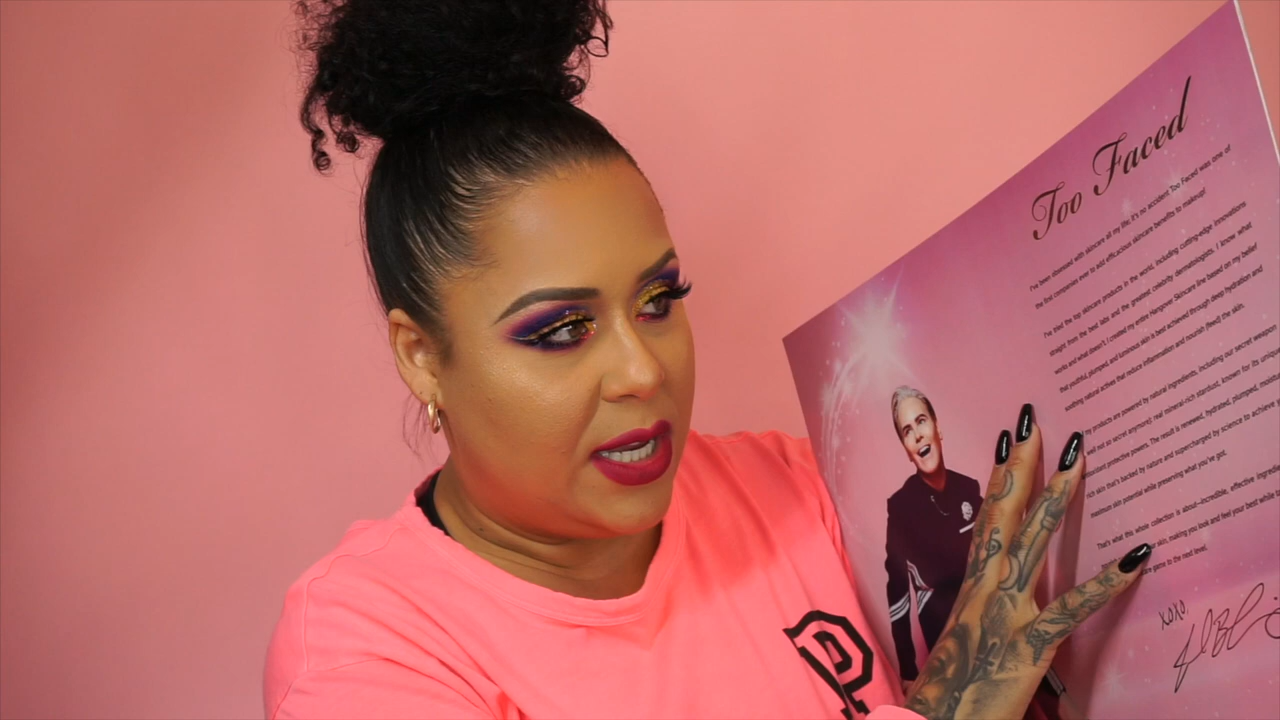 Too Faced
I've been obsessed with skincare all my life. It's no accident Too Faced was one of
the first companies ever to add efficacious skincare benefits to makeup!
I've tried the top skincare products in the world, including cutting-edge innovations
straight from the best labs and the greatest celebrity dermatologists. I know what
works and what doesn't. I created my entire Hangover Skincare line based on my belief
that youthful, plumped, and luminous skin is best achieved through deep hydration and
soothing natural actives that reduce inflammation and nourish (feed) the skin.
my products are powered by natural ingredients, including our secret weapon
well not so secret anymore): real mineral-rich stardust, known for its unique
antioxidant protective powers. The result is renewed, hydrated, plumped, moisture
rich skin that's backed by nature and supercharged by science to achieve
maximum skin potential while preserving what you've got.
That's what this whole collection is about—incredible, effective
skin, making you look and feel your best while
care game to the next level.
xoxo,